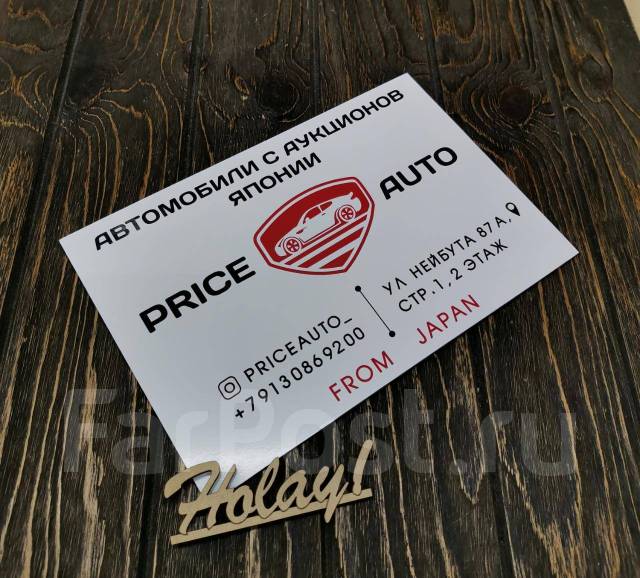 АВТОМОБИЛИ С АУКЦИОНОВ
ЯПОНИИ
PRICE AUTO
PRICEAUTO_
+79130869200
УЛ НЕЙБУТА 87 А,
СТР. 1, 2 ЭТАЖ
FROM JAPAN
Holay!
FarPost.ru